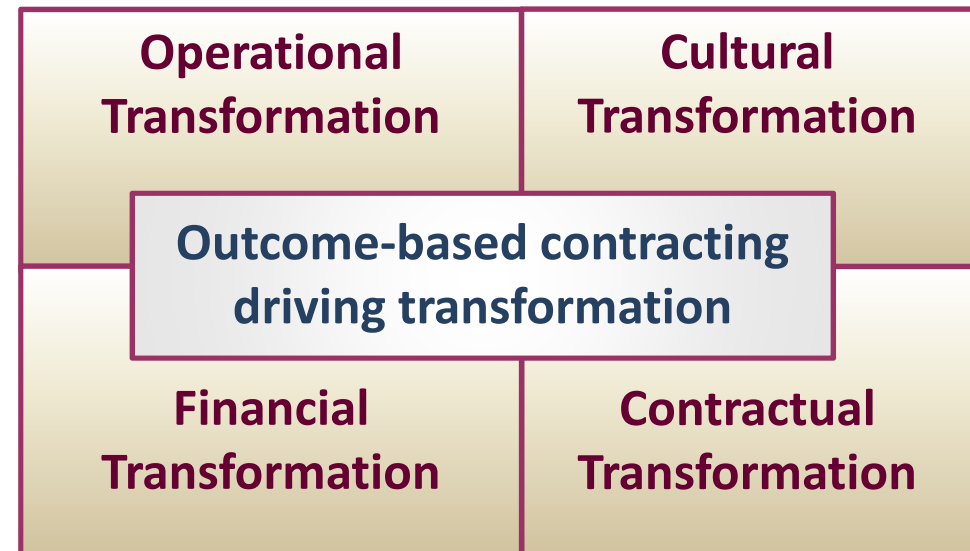 Operational
Transformation
Cultural
Transformation
Outcome-based contracting
driving transformation
Financial
Transformation
Contractual
Transformation